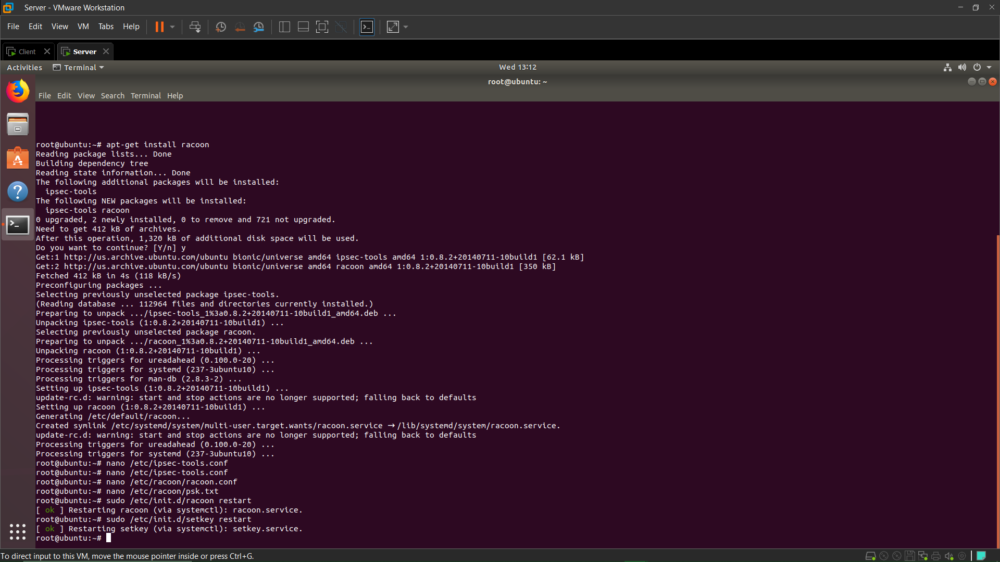 Server - VMware Workstation
File Edit View VM Tabs Help
Client Server
Activities Terminal Wed 13:12
root@ubuntu: ~
File Edit View Search Terminal Help
root@ubuntu:~# apt-get install racoon
Reading package lists... Done
Building dependency tree
Reading state information... Done
The following additional packages will be installed:
ipsec-tools
The following NEW packages will be installed:
ipsec-tools racoon
0 upgraded, 2 newly installed, 0 to remove and 721 not upgraded.
Need to get 412 kB of archives.
After this operation, 1,320 kB of additional disk space will be used.
Do you want to continue? [Y/n] y
Get:1 http://us.archive.ubuntu.com/ubuntu bionic/universe amd64 ipsec-tools amd64 1:0.8.2+20140711-10build1 [62.1 kB]
Get:2 http://us.archive.ubuntu.com/ubuntu bionic/universe amd64 racoon amd64 1:0.8.2+20140711-10build1 [350 kB]
Fetched 412 kB in 4s (118 kB/s)
Preconfiguring packages ...
Selecting previously unselected package ipsec-tools.
(Reading database ... 112964 files and directories currently installed.)
Preparing to unpack .../ipsec-tools_1%3a0.8.2+20140711-10build1_amd64.deb ...
Unpacking ipsec-tools (1:0.8.2+20140711-10build1) ...
Selecting previously unselected package racoon.
Preparing to unpack .../racoon_1%3a0.8.2+20140711-10build1_amd64.deb ...
Unpacking racoon (1:0.8.2+20140711-10build1) ...
Processing triggers for ureadahead (0.100.0-20) ...
Processing triggers for systemd (237-3ubuntu10) ...
Processing triggers for man-db (2.8.3-2) ...
Setting up ipsec-tools (1:0.8.2+20140711-10build1) ...
update-rc.d: warning: start and stop actions are no longer supported; falling back to defaults
Setting up racoon (1:0.8.2+20140711-10build1) ...
Generating /etc/default/racoon...
Created symlink /etc/systemd/system/multi-user.target.wants/racoon.service → /lib/systemd/system/racoon.service.
update-rc.d: warning: start and stop actions are no longer supported; falling back to defaults
Processing triggers for ureadahead (0.100.0-20) ...
Processing triggers for systemd (237-3ubuntu10) ...
root@ubuntu:~# nano /etc/ipsec-tools.conf
root@ubuntu:~# nano /etc/ipsec-tools.conf
root@ubuntu:~# nano /etc/racoon/racoon.conf
root@ubuntu:~# nano /etc/racoon/psk.txt
root@ubuntu:~# sudo /etc/init.d/racoon restart
[ ok ] Restarting racoon (via systemctl): racoon.service.
root@ubuntu:~# sudo /etc/init.d/setkey restart
[ ok ] Restarting setkey (via systemctl): setkey.service.
root@ubuntu:~#
To direct input to this VM, move the mouse pointer inside or press Ctrl+G.